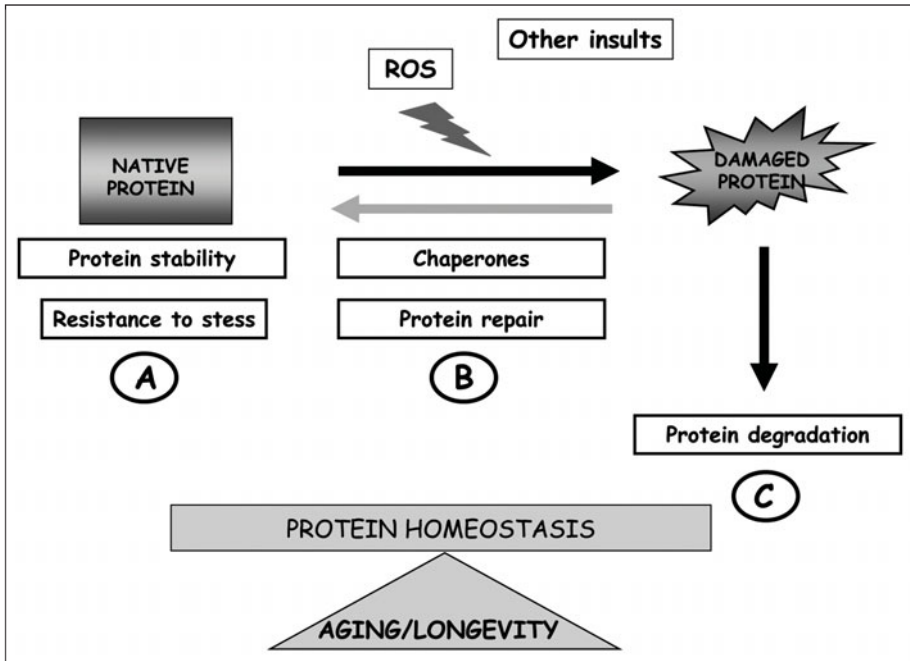 Other insults
ROS
NATIVE
PROTEIN
DAMAGED
PROTEIN
Protein stability
Chaperones
Resistance to stess
Protein repair
A
B
Protein degradation
C
PROTEIN HOMEOSTASIS
AGING/LONGEVITY